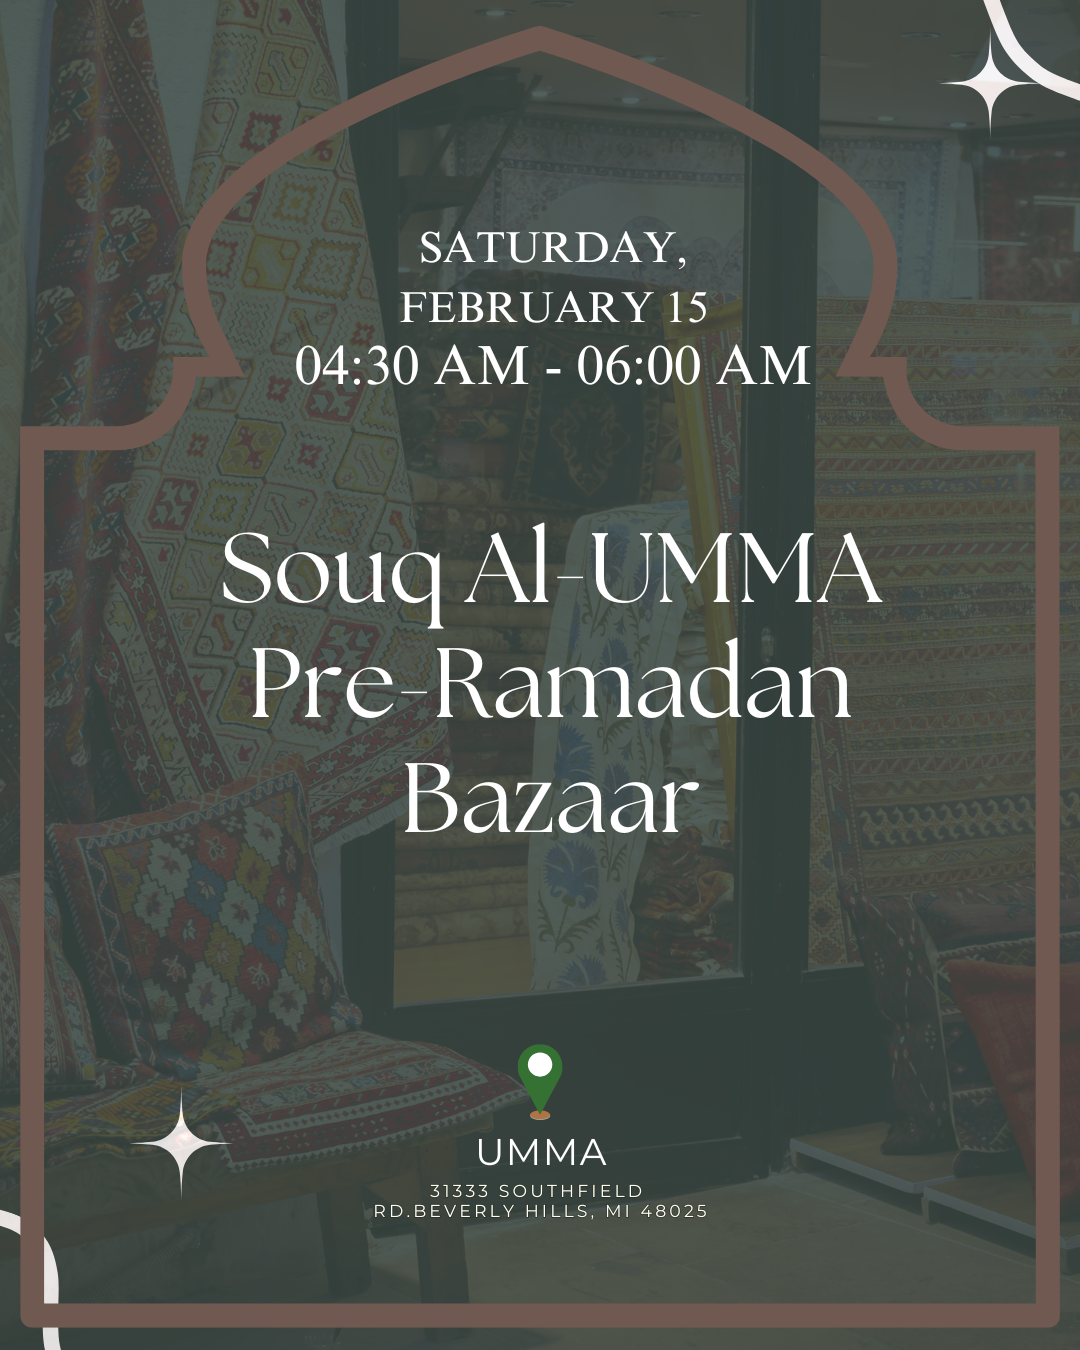 SATURDAY,
FEBRUARY 15
04:30 AM - 06:00 AM
Souq Al-UMMA
Pre-Ramadan
Bazaar
UMMA
31333 SOUTHFIELD
RD.BEVERLY HILLS, MI 48025